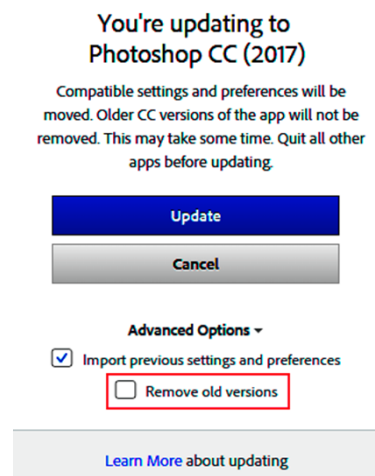 You're updating to
Photoshop CC (2017)
Compatible settings and preferences will be
moved. Older CC versions of the app will not be
removed. This may take some time. Quit all other
apps before updating.
Update
Cancel
Advanced Options
Import previous settings and preferences
Remove old versions
Learn More about updating